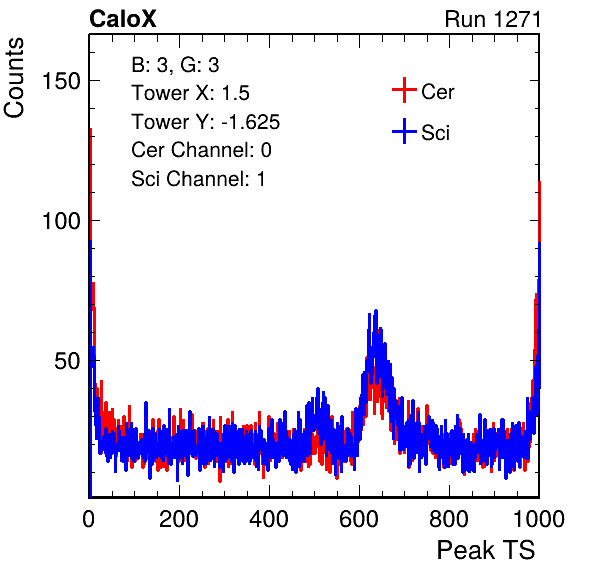 CaloX Run 1271
Counts
B: 3, G: 3
Tower X: 1.5
Tower Y: -1.625
Cer Channel: 0
Sci Channel: 1
Cer
Sci
150
100
50
0 200 400 600 800 1000
Peak TS